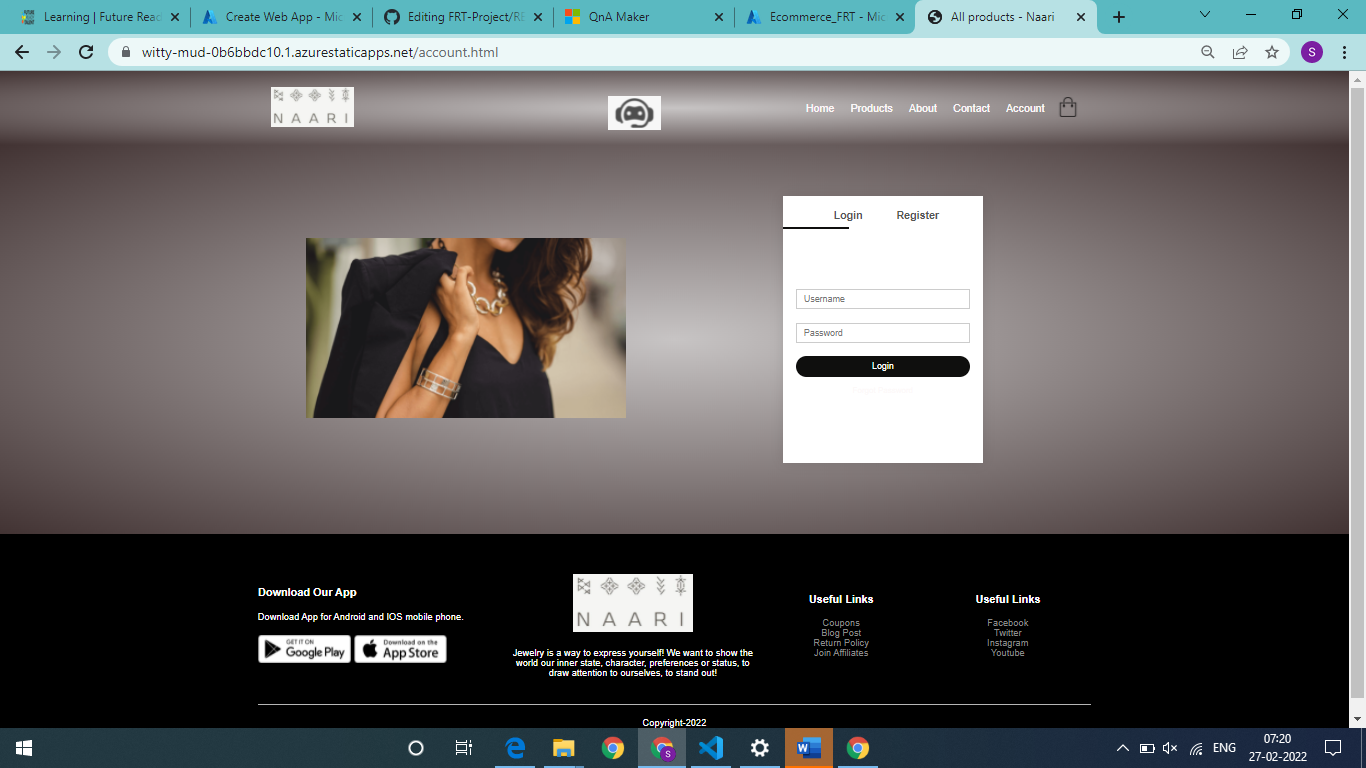 Learning | Future Read
Create Web App - Mic
Editing FRT-Project/RE
QnA Maker
Ecommerce_FRT - Mic
All products - Naari
witty-mud-0b6bbdc10.1.azurestaticapps.net/account.html
S
NAARI
Home Products About Contact Account
Login Register
Username
Password
Login
Download Our App
Download App for Android and IOS mobile phone.
GET IT ON
Google Play
Download on the
App Store
NAARI
Jewelry is a way to express yourself! We want to show the
world our inner state, character, preferences or status, to
draw attention to ourselves, to stand out!
Useful Links
Coupons
Blog Post
Return Policy
Join Affiliates
Useful Links
Facebook
Twitter
Instagram
Youtube
Copyright-2022
S
ENG
07:20
27-02-2022